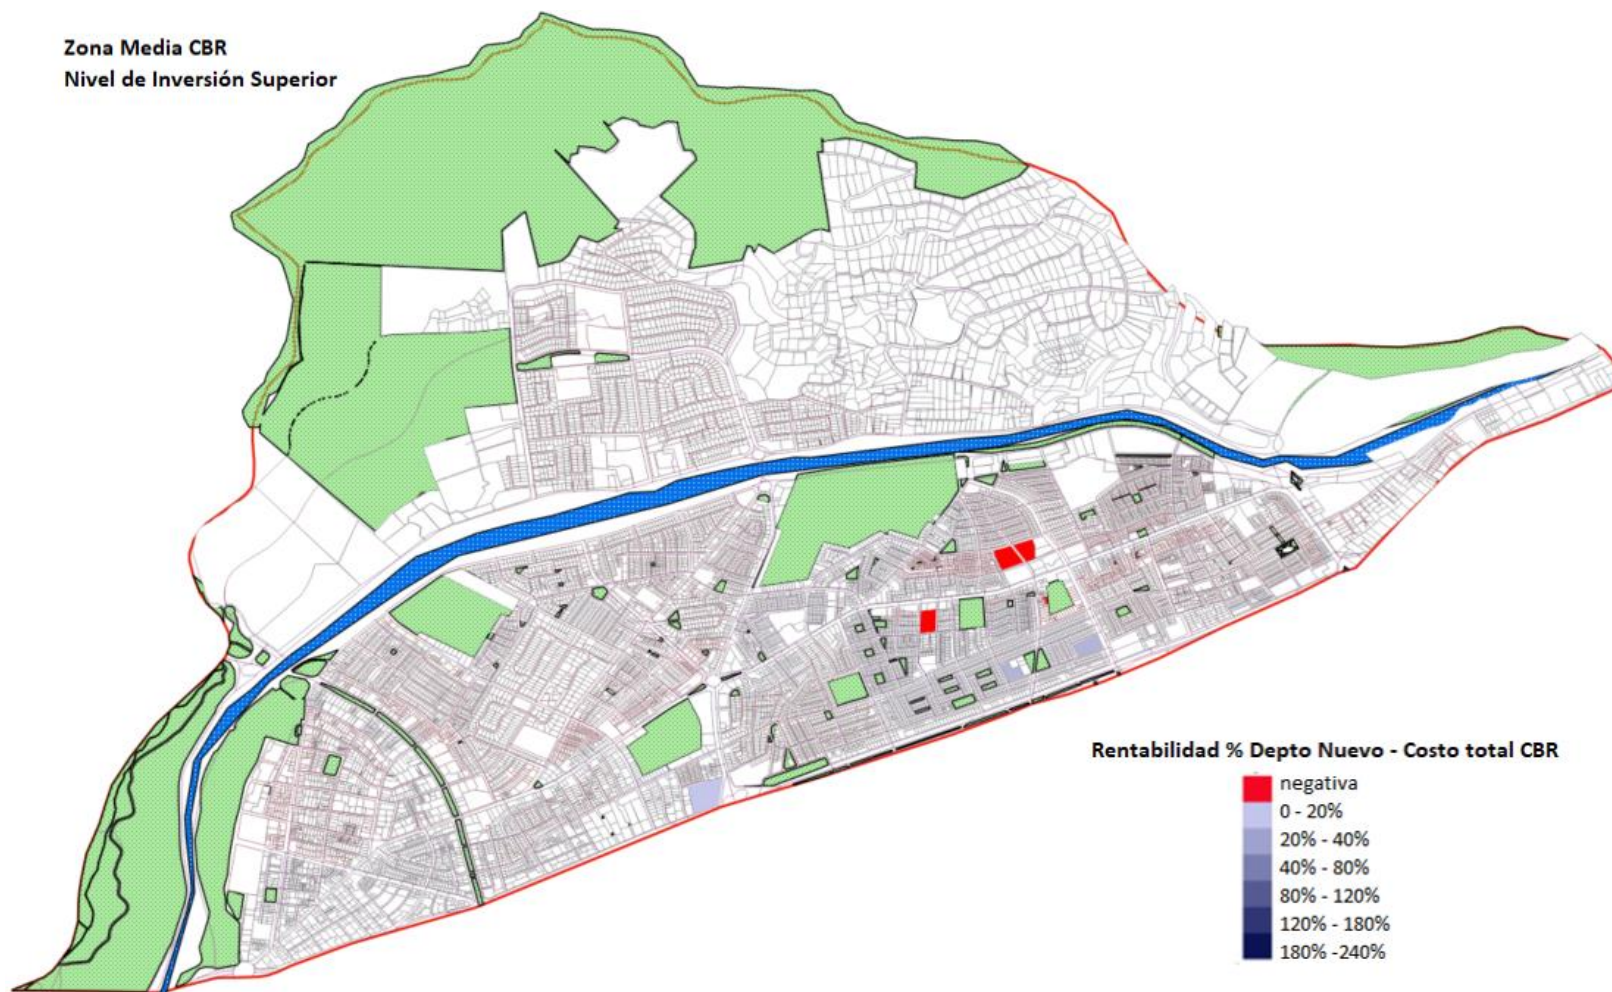 Zona Media CBR
Nivel de Inversión Superior
Rentabilidad % Depto Nuevo - Costo total CBR
negativa
0 - 20%
20% - 40%
40% - 80%
80% - 120%
120% - 180%
180% -240%